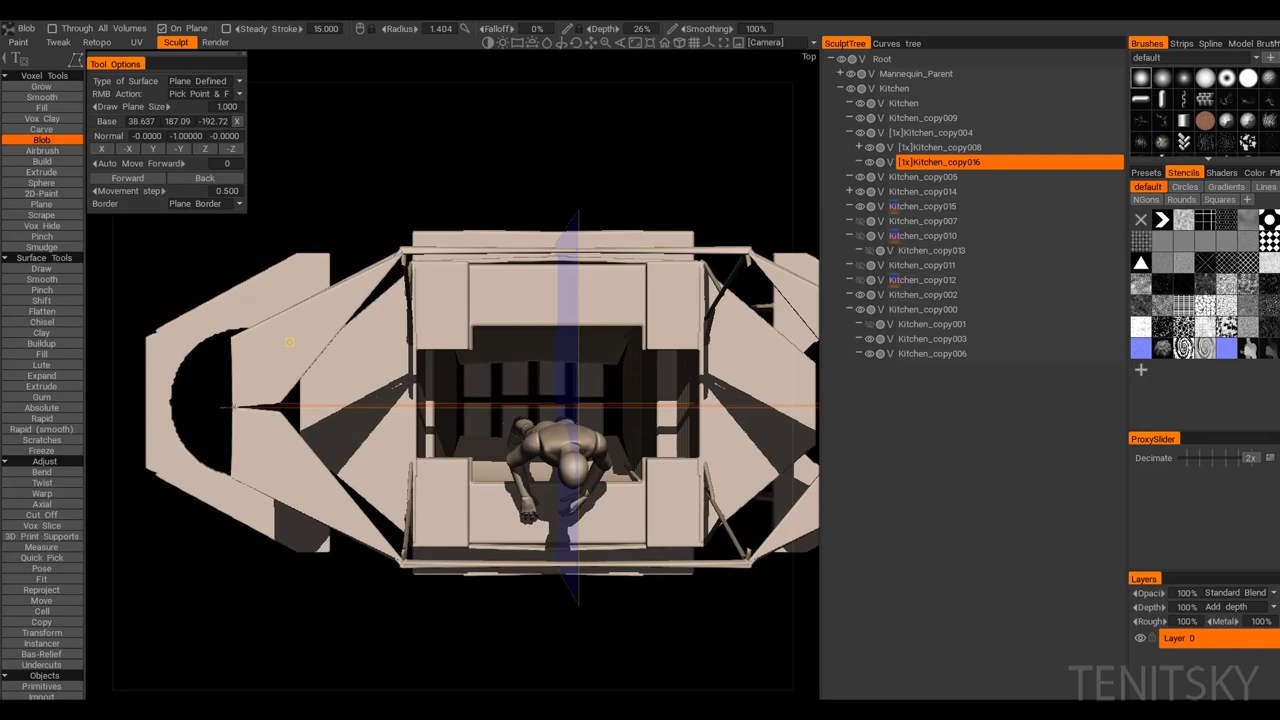 Blob Through All Volumes On Plane Steady Stroke 15.000 Radius 1.404 Falloff 0% Depth 26% Smoothing 100%
Paint Tweak Retopo UV Sculpt Render [Camera]
Top
Tool Options
Type of Surface Plane Defined
RMB Action: Pick Point & F
Draw Plane Size 1.000
Base 38.637 187.09 -192.72 X
Normal -0.0000 -1.00000 -0.0000
X -X Y -Y Z -Z
Auto Move Forward 0
Forward Back
Movement step 0.500
Border Plane Border
Voxel Tools
Grow
Smooth
Fill
Vox Clay
Carve
Blob
Airbrush
Build
Extrude
Sphere
2D-Paint
Plane
Scrape
Vox Hide
Pinch
Smudge
Surface Tools
Draw
Smooth
Pinch
Shift
Flatten
Chisel
Clay
Buildup
Fill
Lute
Expand
Extrude
Gum
Absolute
Rapid
Rapid (smooth)
Scratches
Freeze
Adjust
Bend
Twist
Warp
Axial
Cut Off
Vox Slice
3D Print Supports
Measure
Quick Pick
Pose
Fit
Reproject
Move
Cell
Copy
Transform
Instancer
Bas-Relief
Undercuts
Objects
Primitives
Import
SculptTree Curves tree
V Root
V Mannequin_Parent
V Kitchen
V Kitchen
V Kitchen_copy009
V [1x]Kitchen_copy004
V [1x]Kitchen_copy008
V [1x]Kitchen_copy016
V Kitchen_copy005
V Kitchen_copy014
V Kitchen_copy015
V Kitchen_copy007
V Kitchen_copy010
V Kitchen_copy013
V Kitchen_copy011
V Kitchen_copy012
V Kitchen_copy002
V Kitchen_copy000
V Kitchen_copy001
V Kitchen_copy003
V Kitchen_copy006
Brushes Strips Spline Model Brush
default
Presets Stencils Shaders Color
default Circles Gradients Lines
NGons Rounds Squares +
ProxySlider
Decimate 2x
Layers
Opaci 100% Standard Blend
Depth 100% Add depth
Rough 100% Metal 100%
Layer 0
TENITSKY